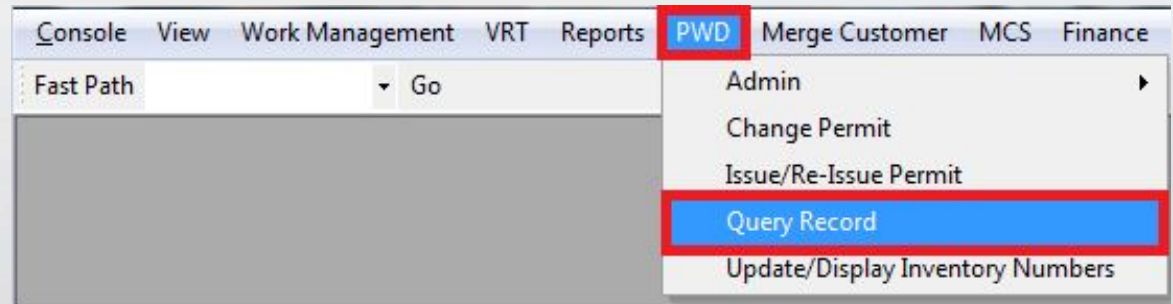 Console View Work Management VRT Reports PWD Merge Customer MCS Finance
Fast Path Go
Admin
Change Permit
Issue/Re-Issue Permit
Query Record
Update/Display Inventory Numbers